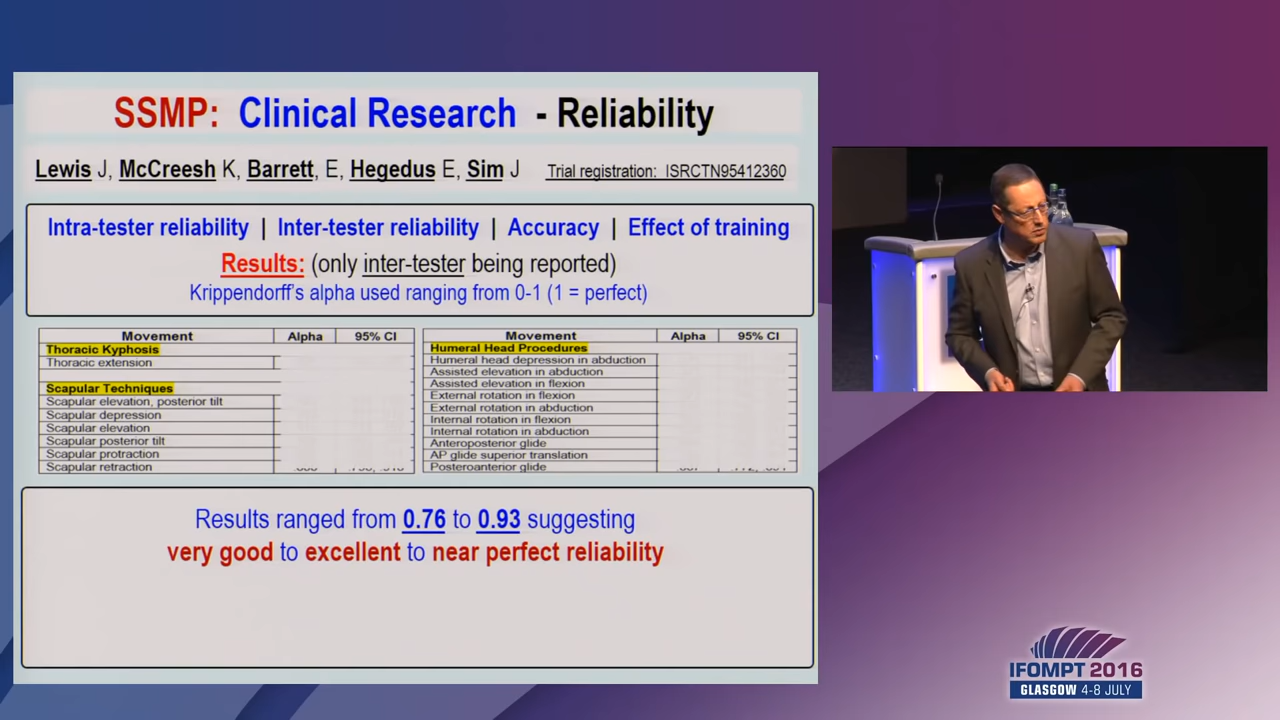 SSMP: Clinical Research - Reliability
Lewis J, McCreesh K, Barrett, E, Hegedus E, Sim J Trial registration: ISRCTN95412360
Intra-tester reliability | Inter-tester reliability | Accuracy | Effect of training
Results: (only inter-tester being reported)
Krippendorff's alpha used ranging from 0-1 (1 = perfect)
Movement Alpha 95% CI
Thoracic Kyphosis
Thoracic extension
Scapular Techniques
Scapular elevation, posterior tilt
Scapular depression
Scapular elevation
Scapular posterior tilt
Scapular protraction
Scapular retraction
Movement Alpha 95% CI
Humeral Head Procedures
Humeral head depression in abduction
Assisted elevation in abduction
Assisted elevation in flexion
External rotation in flexion
External rotation in abduction
Internal rotation in flexion
Internal rotation in abduction
Anteroposterior glide
AP glide superior translation
Posteroanterior glide
Results ranged from 0.76 to 0.93 suggesting
very good to excellent to near perfect reliability
IFOMPT 2016
GLASGOW 4-8 JULY